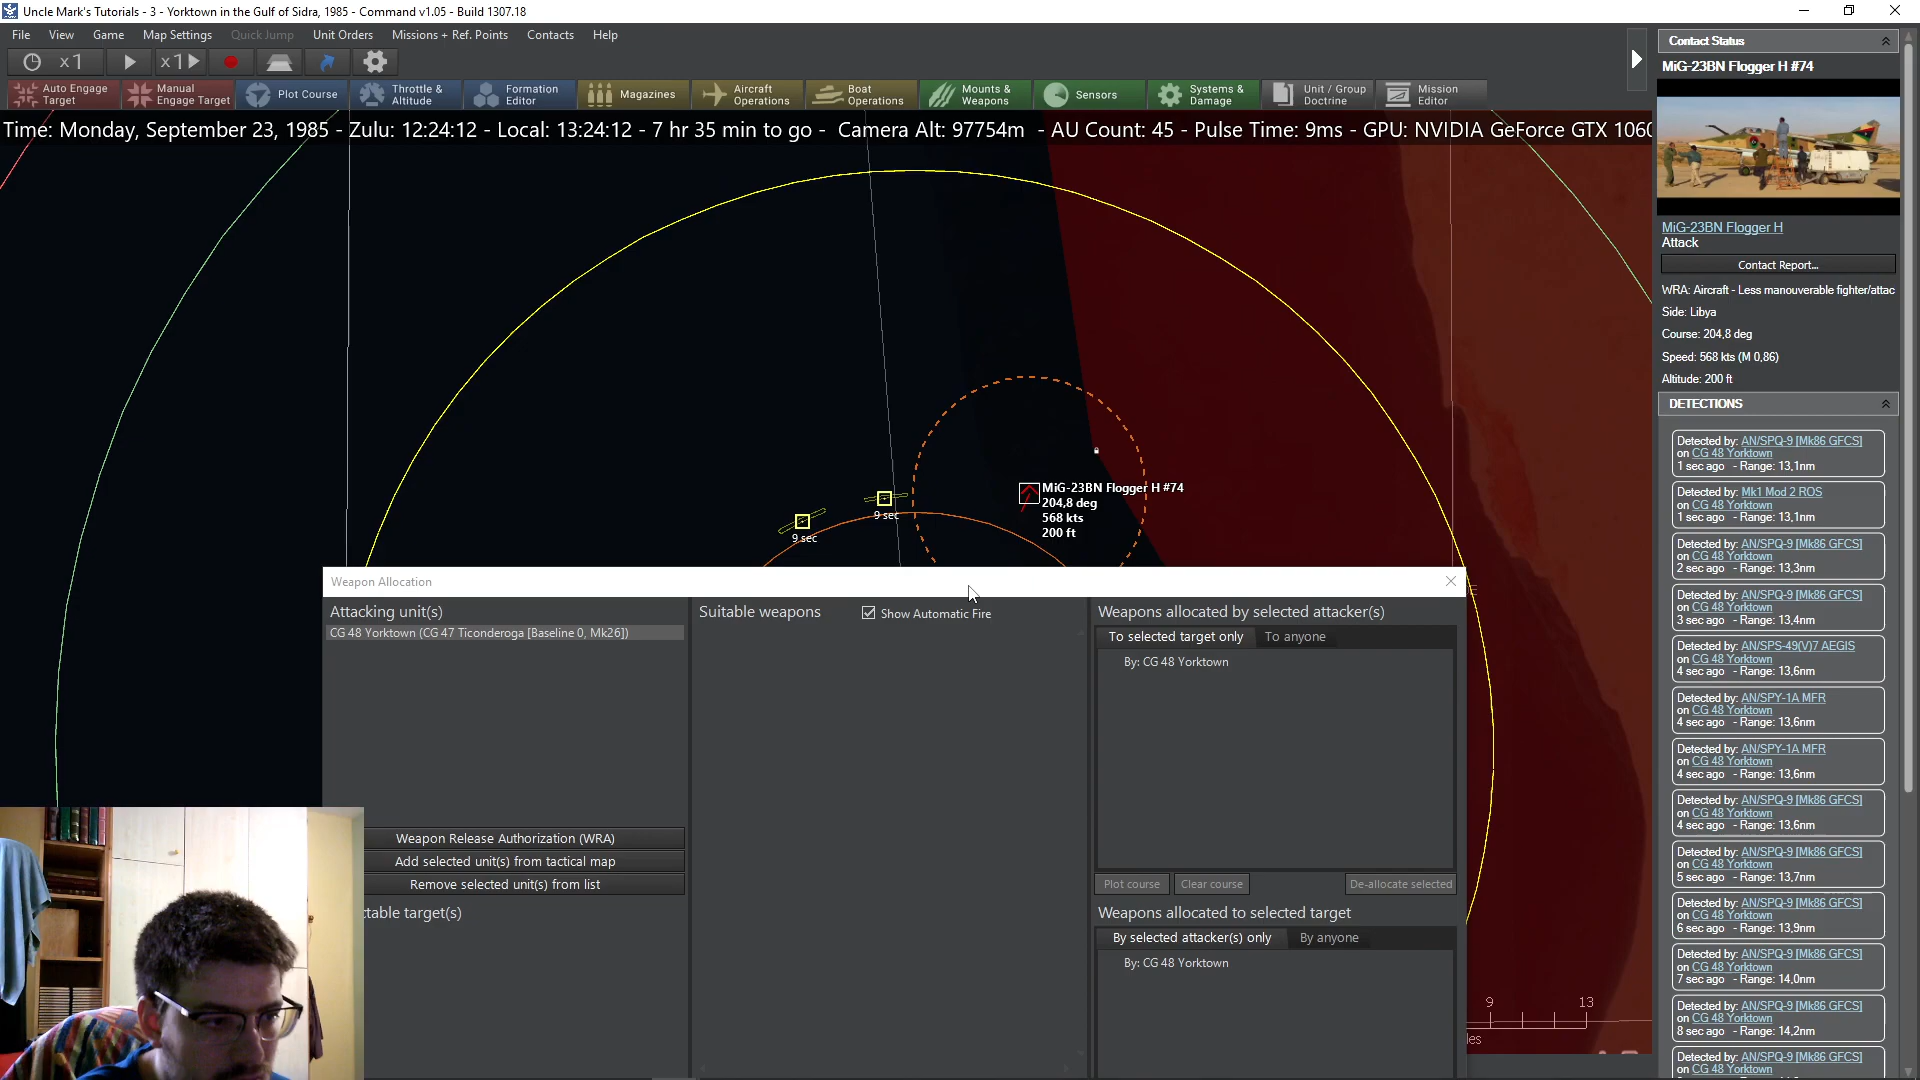 Uncle Mark's Tutorials - 3 - Yorktown in the Gulf of Sidra, 1985 - Command v1.05 - Build 1307.18
File View Game Map Settings Quick Jump Unit Orders Missions + Ref. Points Contacts Help
x 1 x1
Auto Engage Target
Manual Engage Target
Plot Course
Throttle & Altitude
Formation Editor
Magazines
Aircraft Operations
Boat Operations
Mounts & Weapons
Sensors
Systems & Damage
Unit / Group Doctrine
Mission Editor
Time: Monday, September 23, 1985 - Zulu: 12:24:12 - Local: 13:24:12 - 7 hr 35 min to go - Camera Alt: 97754m - AU Count: 45 - Pulse Time: 9ms - GPU: NVIDIA GeForce GTX 1060
MiG-23BN Flogger H #74
204,8 deg
568 kts
200 ft
9 sec
9 sec
Weapon Allocation
Attacking unit(s)
CG 48 Yorktown (CG 47 Ticonderoga [Baseline 0, Mk26])
Weapon Release Authorization (WRA)
Add selected unit(s) from tactical map
Remove selected unit(s) from list
table target(s)
Suitable weapons
Show Automatic Fire
Weapons allocated by selected attacker(s)
To selected target only To anyone
By: CG 48 Yorktown
Plot course Clear course De-allocate selected
Weapons allocated to selected target
By selected attacker(s) only By anyone
By: CG 48 Yorktown
9 13
les
Contact Status
MiG-23BN Flogger H #74
MiG-23BN Flogger H
Attack
Contact Report...
WRA: Aircraft - Less manouverable fighter/attac
Side: Libya
Course: 204,8 deg
Speed: 568 kts (M 0,86)
Altitude: 200 ft
DETECTIONS
Detected by: AN/SPQ-9 [Mk86 GFCS]
on CG 48 Yorktown
1 sec ago - Range: 13,1nm
Detected by: Mk1 Mod 2 ROS
on CG 48 Yorktown
1 sec ago - Range: 13,1nm
Detected by: AN/SPQ-9 [Mk86 GFCS]
on CG 48 Yorktown
2 sec ago - Range: 13,3nm
Detected by: AN/SPQ-9 [Mk86 GFCS]
on CG 48 Yorktown
3 sec ago - Range: 13,4nm
Detected by: AN/SPS-49(V)7 AEGIS
on CG 48 Yorktown
4 sec ago - Range: 13,6nm
Detected by: AN/SPY-1A MFR
on CG 48 Yorktown
4 sec ago - Range: 13,6nm
Detected by: AN/SPY-1A MFR
on CG 48 Yorktown
4 sec ago - Range: 13,6nm
Detected by: AN/SPQ-9 [Mk86 GFCS]
on CG 48 Yorktown
4 sec ago - Range: 13,6nm
Detected by: AN/SPQ-9 [Mk86 GFCS]
on CG 48 Yorktown
5 sec ago - Range: 13,7nm
Detected by: AN/SPQ-9 [Mk86 GFCS]
on CG 48 Yorktown
6 sec ago - Range: 13,9nm
Detected by: AN/SPQ-9 [Mk86 GFCS]
on CG 48 Yorktown
7 sec ago - Range: 14,0nm
Detected by: AN/SPQ-9 [Mk86 GFCS]
on CG 48 Yorktown
8 sec ago - Range: 14,2nm
Detected by: AN/SPQ-9 [Mk86 GFCS]
on CG 48 Yorktown